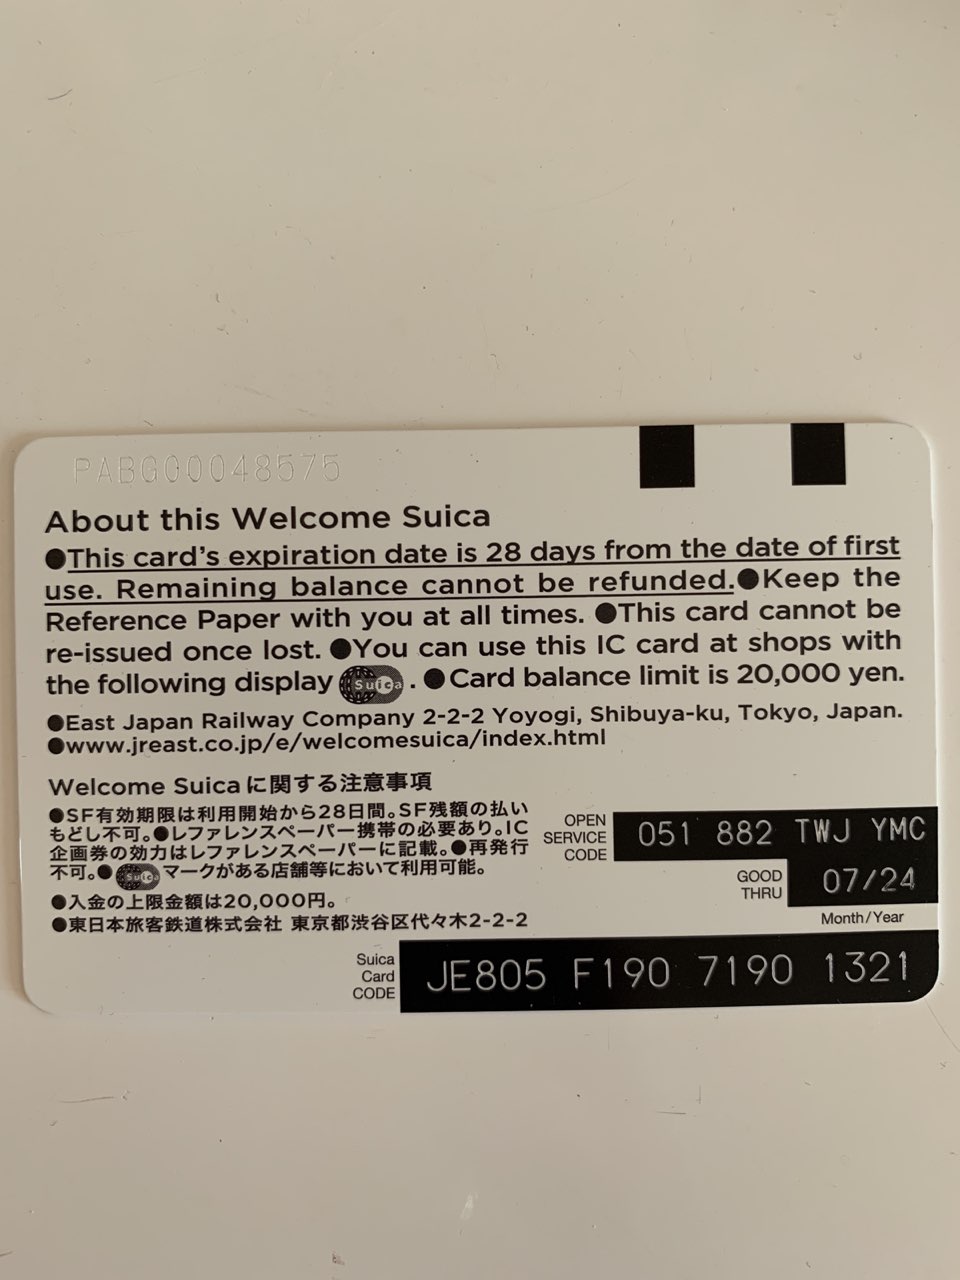 PABG00048575
About this Welcome Suica
●This card's expiration date is 28 days from the date of first
use. Remaining balance cannot be refunded.●Keep the
Reference Paper with you at all times. ●This card cannot be
re-issued once lost. ●You can use this IC card at shops with
the following display Suica . ●Card balance limit is 20,000 yen.
●East Japan Railway Company 2-2-2 Yoyogi, Shibuya-ku, Tokyo, Japan.
●www.jreast.co.jp/e/welcomesuica/index.html
Welcome Suicaに関する注意事項
●SF有効期限は利用開始から28日間。SF残額の払い
もどし不可。●レファレンスペーパー携帯の必要あり。IC
企画券の効力はレファレンスペーパーに記載。●再発行
不可。● Suica マークがある店舗等において利用可能。
●入金の上限金額は20,000円。
●東日本旅客鉄道株式会社 東京都渋谷区代々木2-2-2
OPEN
SERVICE
CODE
051 882 TWJ YMC
GOOD
THRU
07/24
Month/Year
Suica
Card
CODE
JE805 F190 7190 1321